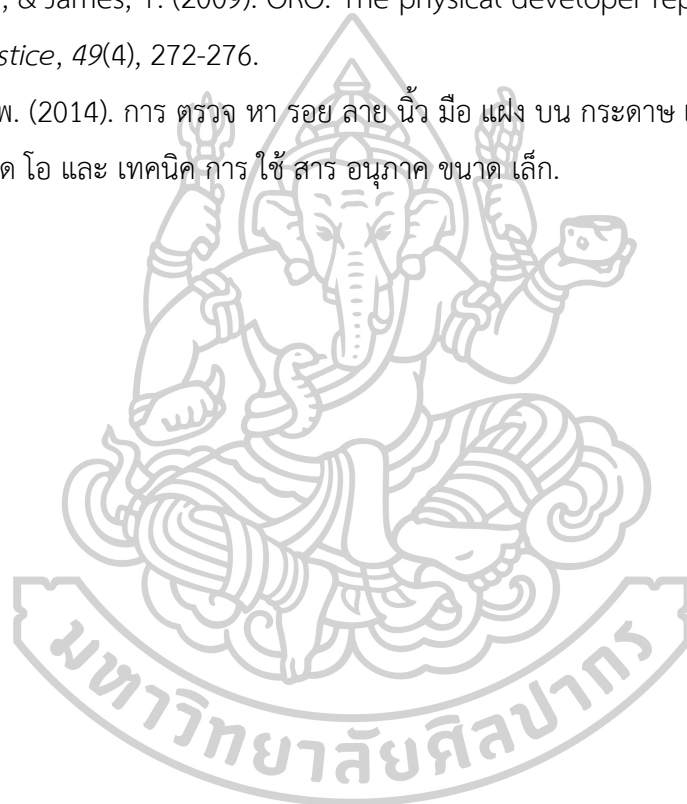 , & James, T. (2009). ORO: The physical developer rep
stice, 49(4), 272-276.
พ. (2014). การ ตรวจ หา รอย ลาย นิ้ว มือ แฝง บน กระดาษ
ด โอ และ เทคนิค การ ใช้ สาร อนุภาค ขนาด เล็ก.
มหาวิทยาลัยศิลปากร